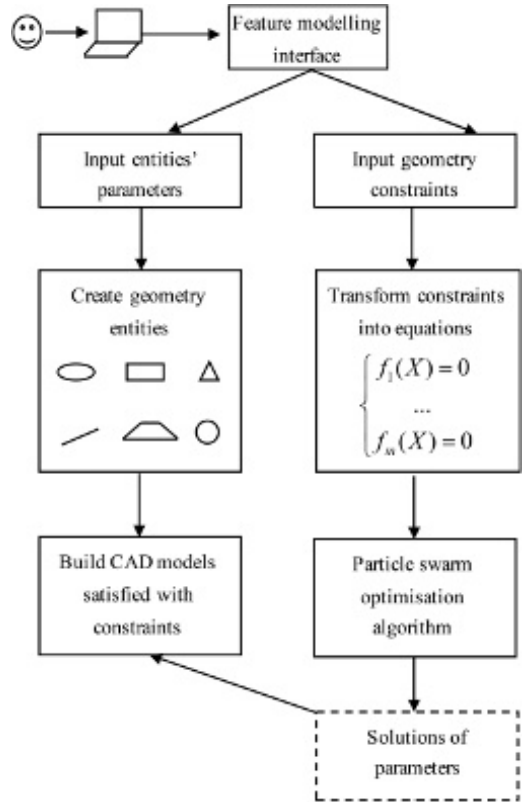 Feature modelling
interface
Input entities'
parameters
Input geometry
constraints
Create geometry
entities
Transform constraints
into equations
f₁(X) = 0
...
fₘ(X) = 0
Build CAD models
satisfied with
constraints
Particle swarm
optimisation
algorithm
Solutions of
parameters